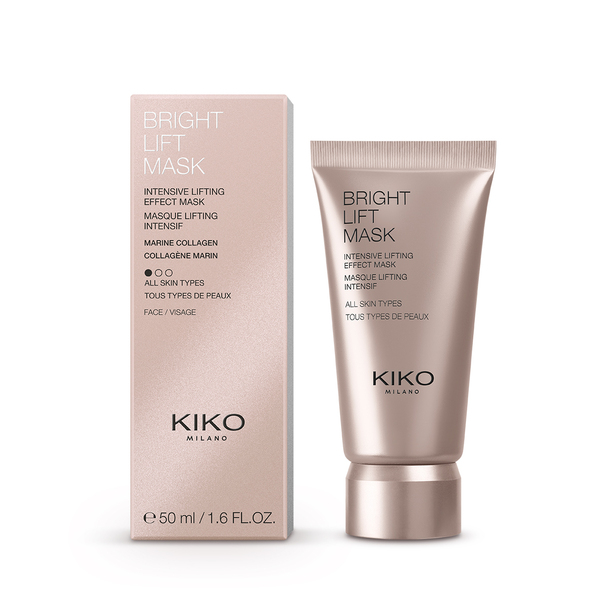 BRIGHT
LIFT
MASK
INTENSIVE LIFTING
EFFECT MASK
MASQUE LIFTING
INTENSIF
MARINE COLLAGEN
COLLAGÈNE MARIN
ALL SKIN TYPES
TOUS TYPES DE PEAUX
FACE / VISAGE
KIKO
MILANO
℮ 50 ml / 1.6 FL.OZ.
BRIGHT
LIFT
MASK
INTENSIVE LIFTING
EFFECT MASK
MASQUE LIFTING
INTENSIF
ALL SKIN TYPES
TOUS TYPES DE PEAUX
KIKO
MILANO